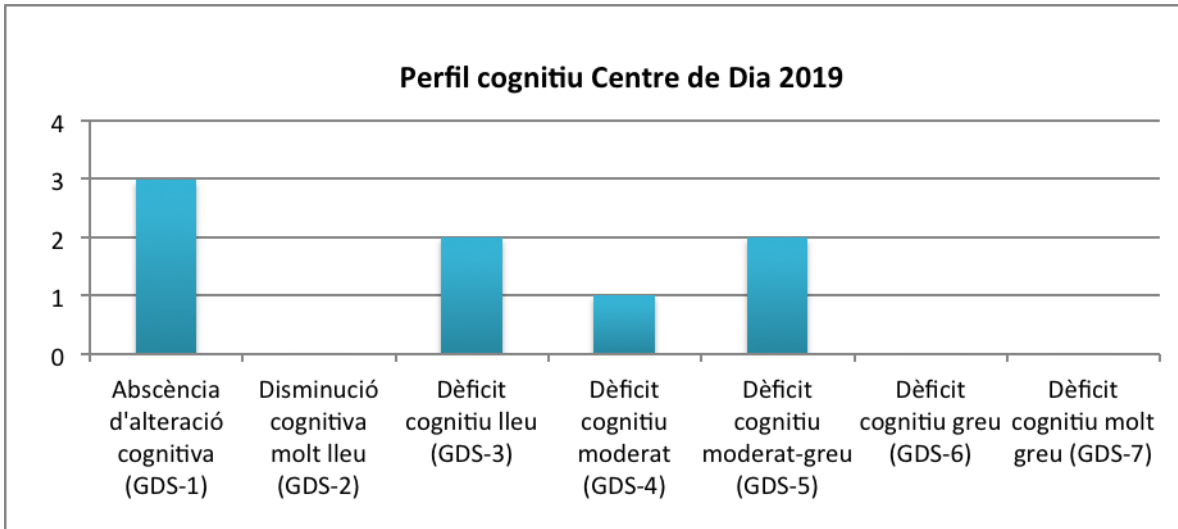 Perfil cognitiu Centre de Dia 2019
4
3
2
1
0
Abscència
d'alteració
cognitiva
(GDS-1)
Disminució
cognitiva
molt lleu
(GDS-2)
Dèficit
cognitiu lleu
(GDS-3)
Dèficit
cognitiu
moderat
(GDS-4)
Dèficit
cognitiu
moderat-greu
(GDS-5)
Dèficit
cognitiu greu
(GDS-6)
Dèficit
cognitiu molt
greu (GDS-7)